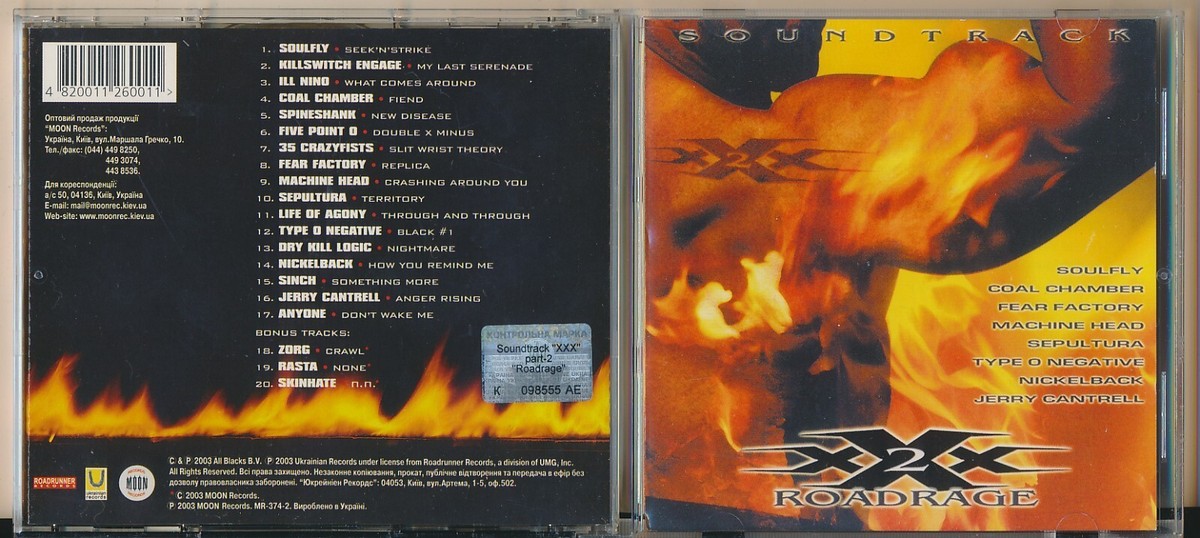 4 820011 260011 >
Оптовий продаж продукції
"MOON Records":
Україна, Київ, вул.Маршала Гречко, 10.
Тел./факс: (044) 449 8250,
449 3074,
443 8536.
Для кореспонденції:
а/с 50, 04136, Київ, Україна
E-mail: mail@moonrec.kiev.ua
Web-site: www.moonrec.kiev.ua
1. SOULFLY • SEEK'N'STRIKE
2. KILLSWITCH ENGAGE • MY LAST SERENADE
3. ILL NINO • WHAT COMES AROUND
4. COAL CHAMBER • FIEND
5. SPINESHANK • NEW DISEASE
6. FIVE POINT O • DOUBLE X MINUS
7. 35 CRAZYFISTS • SLIT WRIST THEORY
8. FEAR FACTORY • REPLICA
9. MACHINE HEAD • CRASHING AROUND YOU
10. SEPULTURA • TERRITORY
11. LIFE OF AGONY • THROUGH AND THROUGH
12. TYPE O NEGATIVE • BLACK #1
13. DRY KILL LOGIC • NIGHTMARE
14. NICKELBACK • HOW YOU REMIND ME
15. SINCH • SOMETHING MORE
16. JERRY CANTRELL • ANGER RISING
17. ANYONE • DON'T WAKE ME
BONUS TRACKS:
18. ZORG • CRAWL*
19. RASTA • NONE*
20. SKINHATE П.П.*
КОНТРОЛЬНА МАРКА
Soundtrack "XXX"
part-2
"Roadrage"
К 098555 АЕ
ROADRUNNER
RECORDS
ukrainian
records
MOON
RECORDS
© & ℗ 2003 All Blacks B.V. ℗ 2003 Ukrainian Records under license from Roadrunner Records, a division of UMG, Inc.
All Rights Reserved. Всі права захищено. Незаконне копіювання, прокат, публічне відтворення та передача в ефір без
дозволу правовласника заборонені. "Юкрейніен Рекордс": 04053, Київ, вул.Артема, 1-5, оф.502.
* © 2003 MOON Records.
℗ 2003 MOON Records. MR-374-2. Вироблено в Україні.
SOUNDTRACK
X2X
SOULFLY
COAL CHAMBER
FEAR FACTORY
MACHINE HEAD
SEPULTURA
TYPE O NEGATIVE
NICKELBACK
JERRY CANTRELL
xX2Xx
ROADRAGE